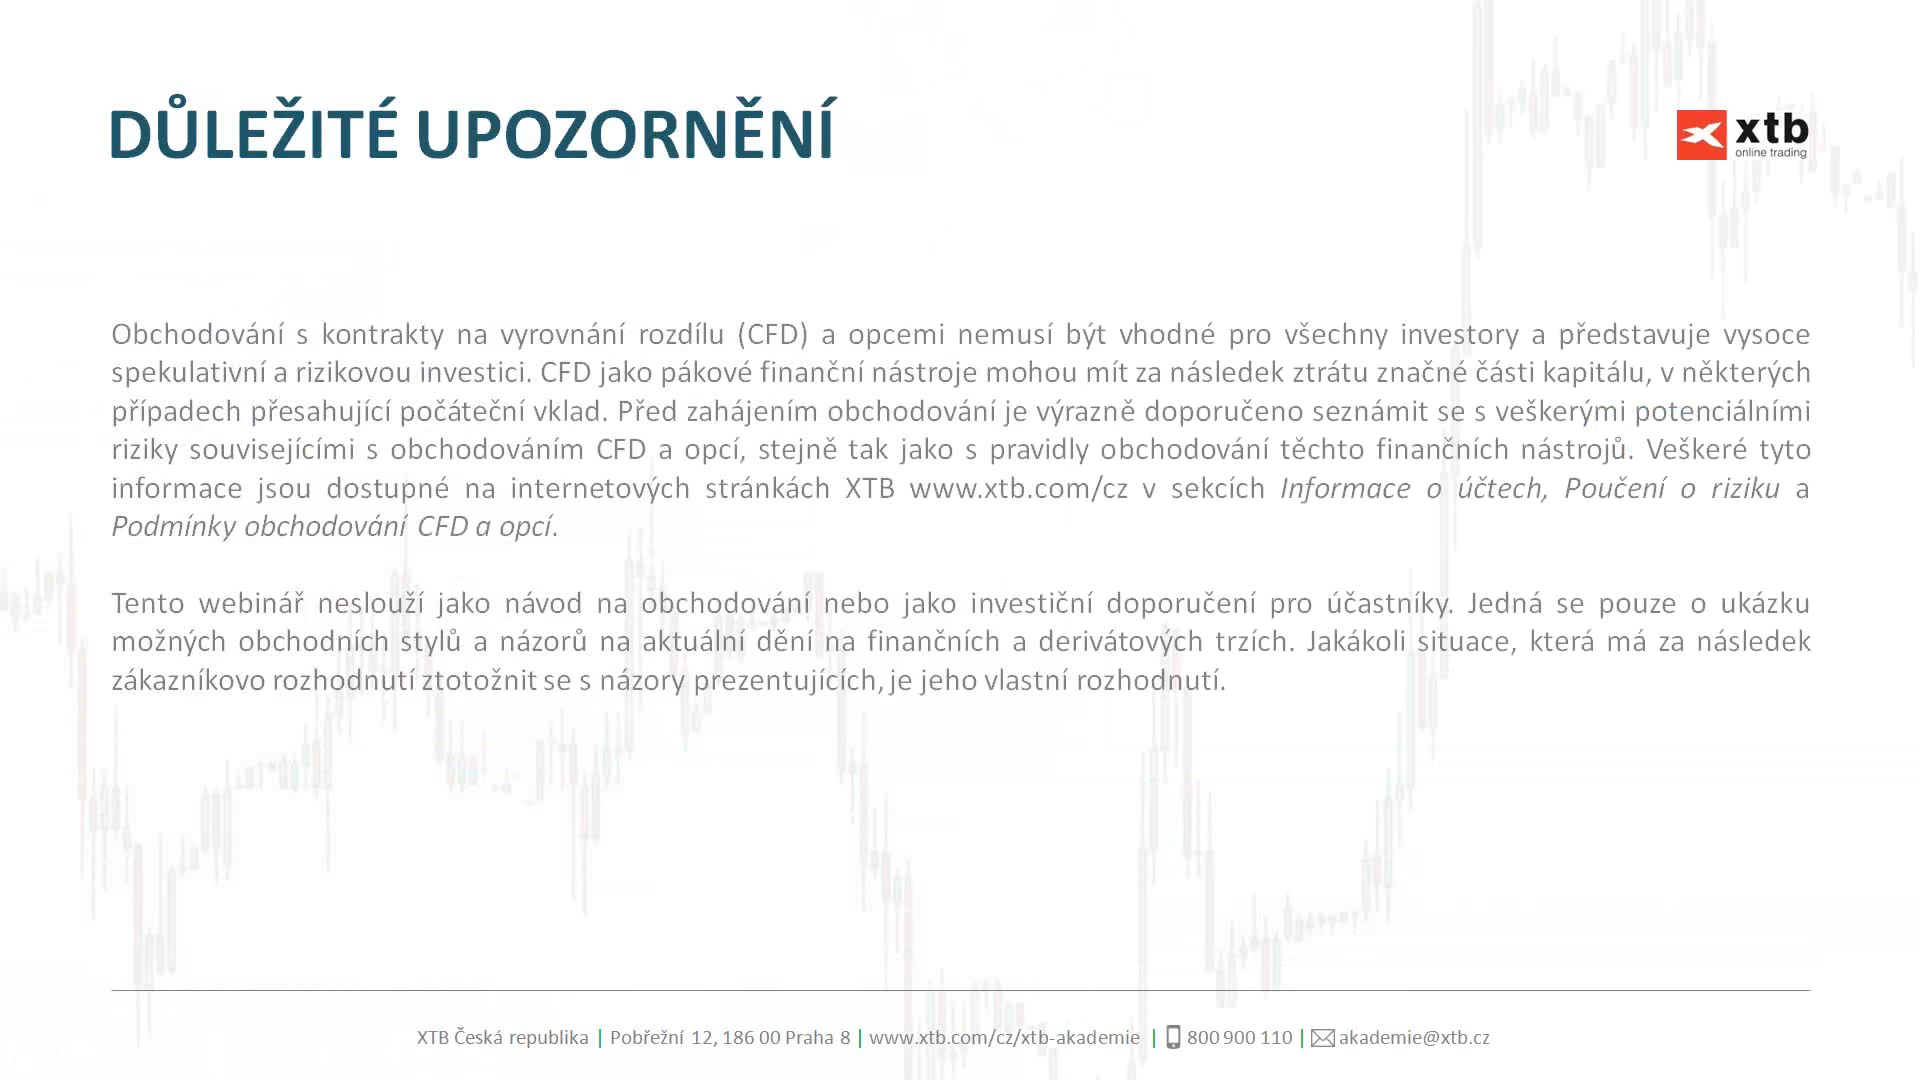 DŮLEŽITÉ UPOZORNĚNÍ
xtb
online trading
Obchodování s kontrakty na vyrovnání rozdílu (CFD) a opcemi nemusí být vhodné pro všechny investory a představuje vysoce
spekulativní a rizikovou investici. CFD jako pákové finanční nástroje mohou mít za následek ztrátu značné části kapitálu, v některých
případech přesahující počáteční vklad. Před zahájením obchodování je výrazně doporučeno seznámit se s veškerými potenciálními
riziky souvisejícími s obchodováním CFD a opcí, stejně tak jako s pravidly obchodování těchto finančních nástrojů. Veškeré tyto
informace jsou dostupné na internetových stránkách XTB www.xtb.com/cz v sekcích Informace o účtech, Poučení o riziku a
Podmínky obchodování CFD a opcí.
Tento webinář neslouží jako návod na obchodování nebo jako investiční doporučení pro účastníky. Jedná se pouze o ukázku
možných obchodních stylů a názorů na aktuální dění na finančních a derivátových trzích. Jakákoli situace, která má za následek
zákazníkovo rozhodnutí ztotožnit se s názory prezentujících, je jeho vlastní rozhodnutí.
XTB Česká republika | Pobřežní 12, 186 00 Praha 8 | www.xtb.com/cz/xtb-akademie | 800 900 110 | akademie@xtb.cz